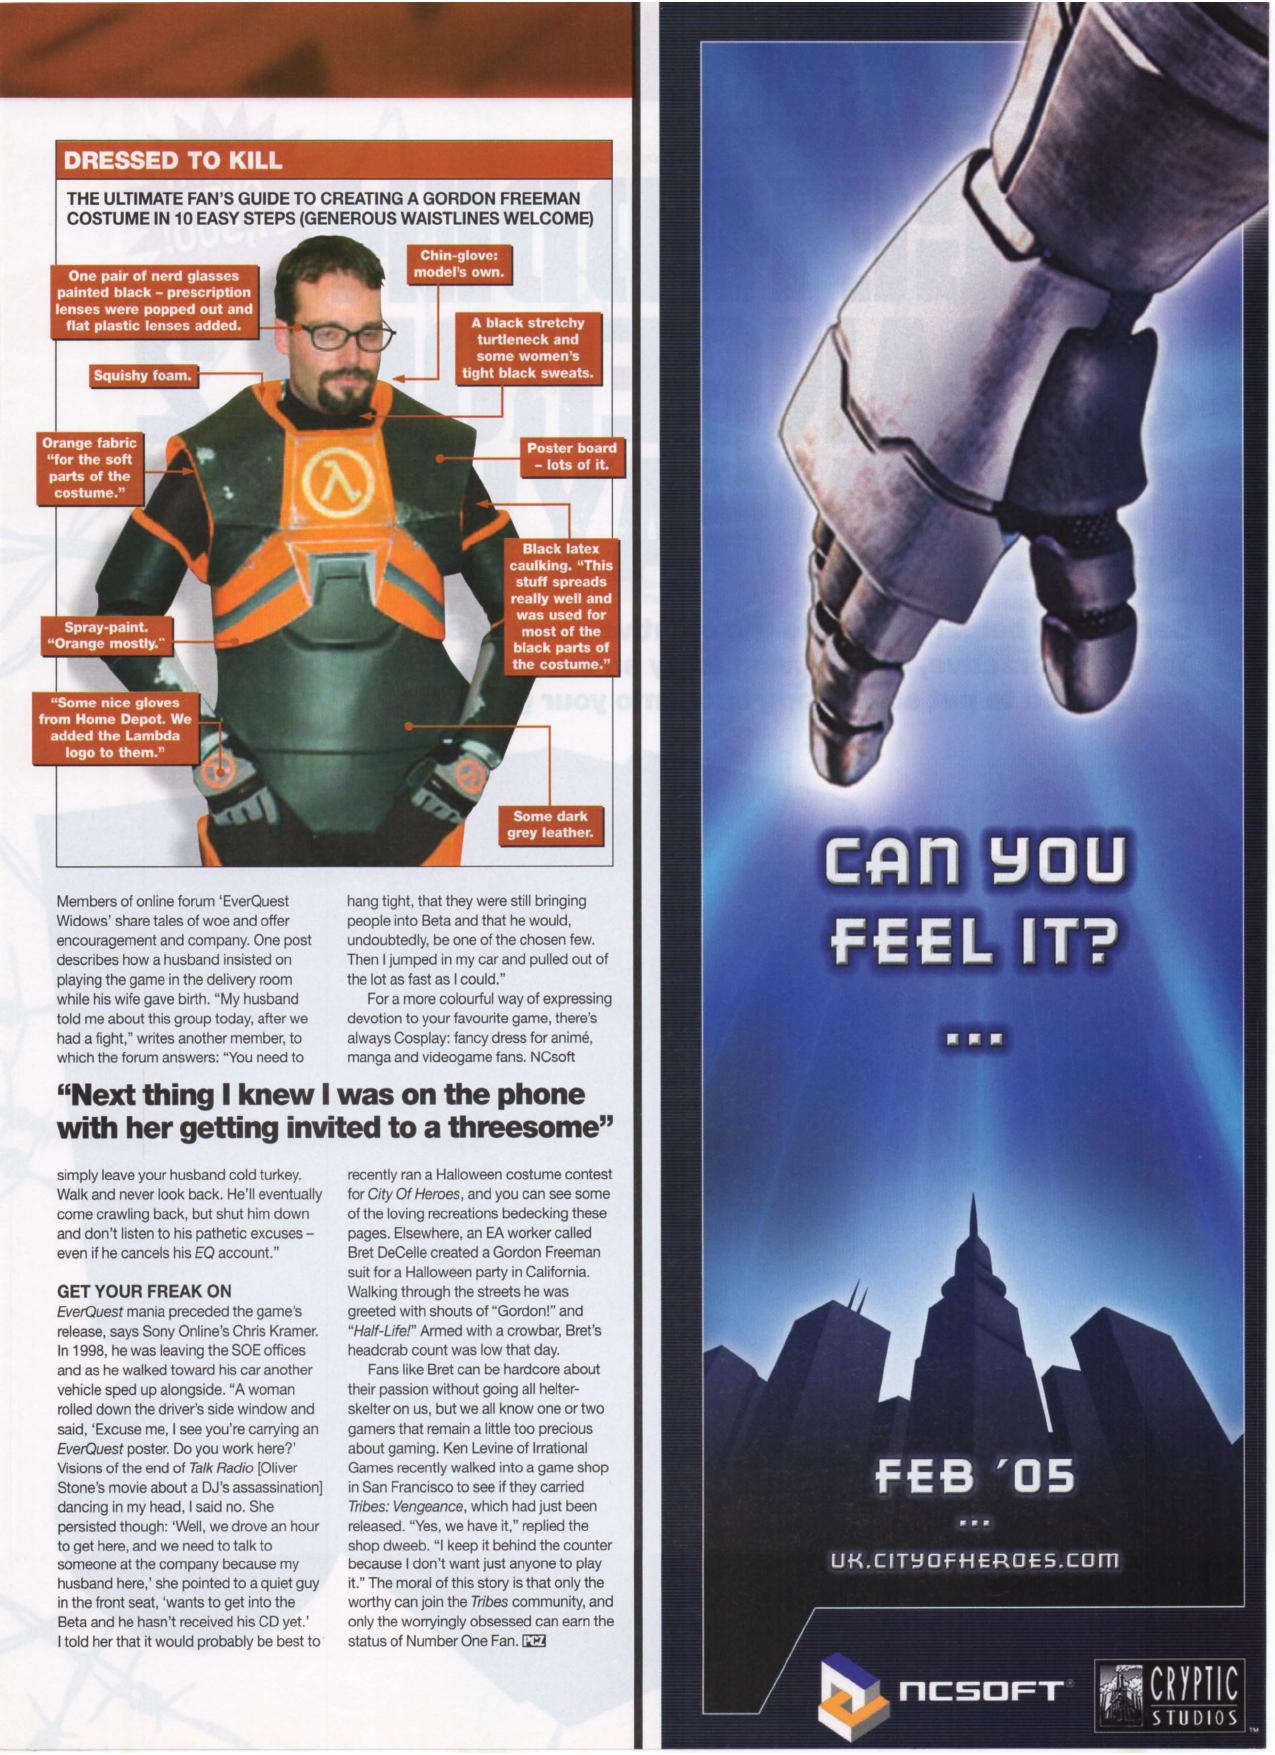 DRESSED TO KILL
THE ULTIMATE FAN'S GUIDE TO CREATING A GORDON FREEMAN
COSTUME IN 10 EASY STEPS (GENEROUS WAISTLINES WELCOME)
One pair of nerd glasses
painted black – prescription
lenses were popped out and
flat plastic lenses added.
Chin-glove:
model's own.
A black stretchy
turtleneck and
some women's
tight black sweats.
Squishy foam.
Orange fabric
“for the soft
parts of the
costume.”
Poster board
– lots of it.
Black latex
caulking. “This
stuff spreads
really well and
was used for
most of the
black parts of
the costume.”
Spray-paint.
“Orange mostly.”
“Some nice gloves
from Home Depot. We
added the Lambda
logo to them.”
Some dark
grey leather.
Members of online forum ‘EverQuest
Widows’ share tales of woe and offer
encouragement and company. One post
describes how a husband insisted on
playing the game in the delivery room
while his wife gave birth. “My husband
told me about this group today, after we
had a fight,” writes another member, to
which the forum answers: “You need to
“Next thing I knew I was on the phone
with her getting invited to a threesome”
simply leave your husband cold turkey.
Walk and never look back. He'll eventually
come crawling back, but shut him down
and don't listen to his pathetic excuses –
even if he cancels his EQ account.”
GET YOUR FREAK ON
EverQuest mania preceded the game's
release, says Sony Online's Chris Kramer.
In 1998, he was leaving the SOE offices
and as he walked toward his car another
vehicle sped up alongside. “A woman
rolled down the driver's side window and
said, ‘Excuse me, I see you're carrying an
EverQuest poster. Do you work here?’
Visions of the end of Talk Radio [Oliver
Stone's movie about a DJ's assassination]
dancing in my head, I said no. She
persisted though: ‘Well, we drove an hour
to get here, and we need to talk to
someone at the company because my
husband here,’ she pointed to a quiet guy
in the front seat, ‘wants to get into the
Beta and he hasn't received his CD yet.’
I told her that it would probably be best to
hang tight, that they were still bringing
people into Beta and that he would,
undoubtedly, be one of the chosen few.
Then I jumped in my car and pulled out of
the lot as fast as I could.”
For a more colourful way of expressing
devotion to your favourite game, there's
always Cosplay: fancy dress for animé,
manga and videogame fans. NCsoft
recently ran a Halloween costume contest
for City Of Heroes, and you can see some
of the loving recreations bedecking these
pages. Elsewhere, an EA worker called
Bret DeCelle created a Gordon Freeman
suit for a Halloween party in California.
Walking through the streets he was
greeted with shouts of “Gordon!” and
“Half-Life!” Armed with a crowbar, Bret's
headcrab count was low that day.
Fans like Bret can be hardcore about
their passion without going all helter-
skelter on us, but we all know one or two
gamers that remain a little too precious
about gaming. Ken Levine of Irrational
Games recently walked into a game shop
in San Francisco to see if they carried
Tribes: Vengeance, which had just been
released. “Yes, we have it,” replied the
shop dweeb. “I keep it behind the counter
because I don't want just anyone to play
it.” The moral of this story is that only the
worthy can join the Tribes community, and
only the worryingly obsessed can earn the
status of Number One Fan. PCZ
CAN YOU
FEEL IT?
...
FEB '05
...
UK.CITYOFHEROES.COM
NCSOFT®
CRYPTIC
STUDIOS
™